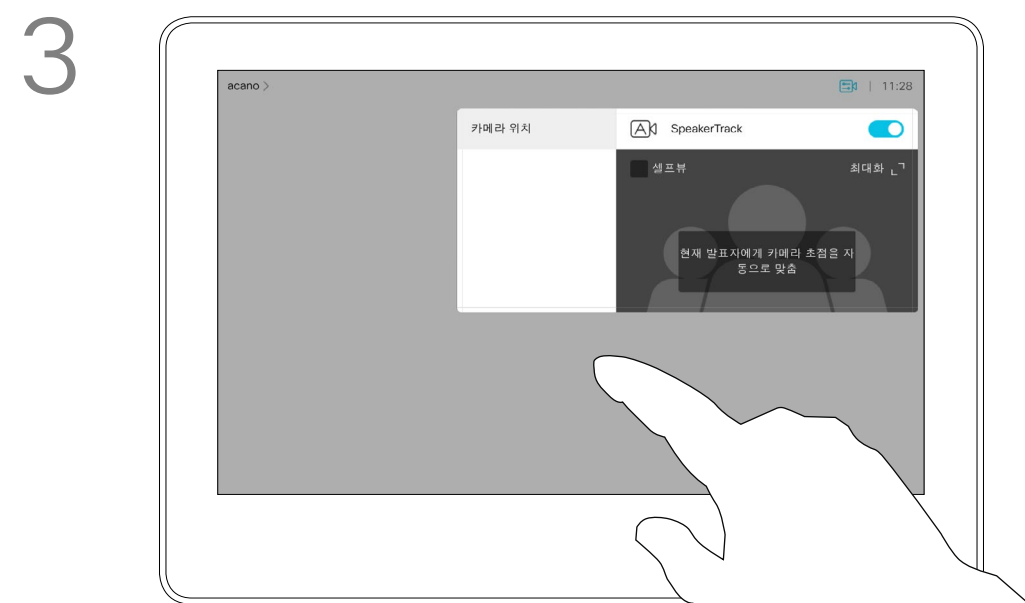 3
acano >
11:28
카메라 위치
SpeakerTrack
셀프뷰
최대화
현재 발표자에게 카메라 초점을 자
동으로 맞춤